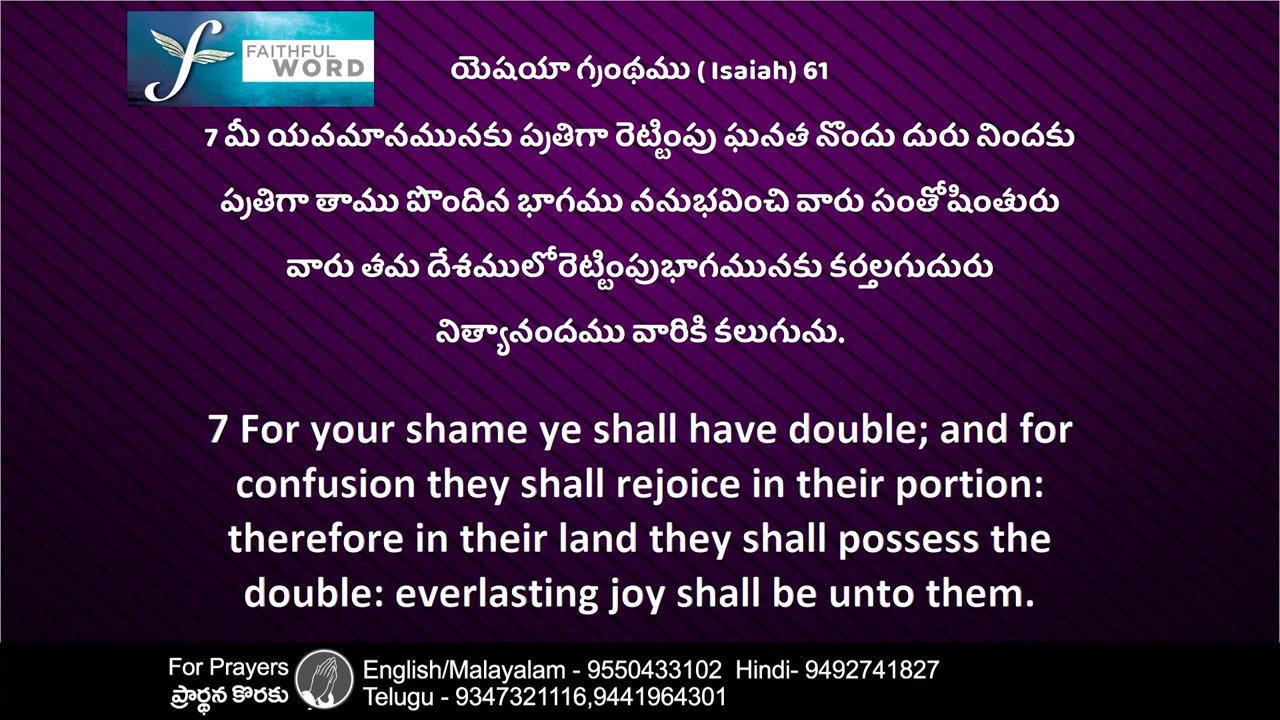 FAITHFUL
WORD
యెషయా గ్రంథము ( Isaiah) 61
7 మీ యవమానమునకు ప్రతిగా రెట్టింపు ఘనత నొందు దురు నిందకు
ప్రతిగా తాము పొందిన భాగము ననుభవించి వారు సంతోషింతురు
వారు తమ దేశములోరెట్టింపుభాగమునకు కర్తలగుదురు
నిత్యానందము వారికి కలుగును.
7 For your shame ye shall have double; and for
confusion they shall rejoice in their portion:
therefore in their land they shall possess the
double: everlasting joy shall be unto them.
For Prayers
ప్రార్థన కొరకు
English/Malayalam - 9550433102 Hindi- 9492741827
Telugu - 9347321116,9441964301